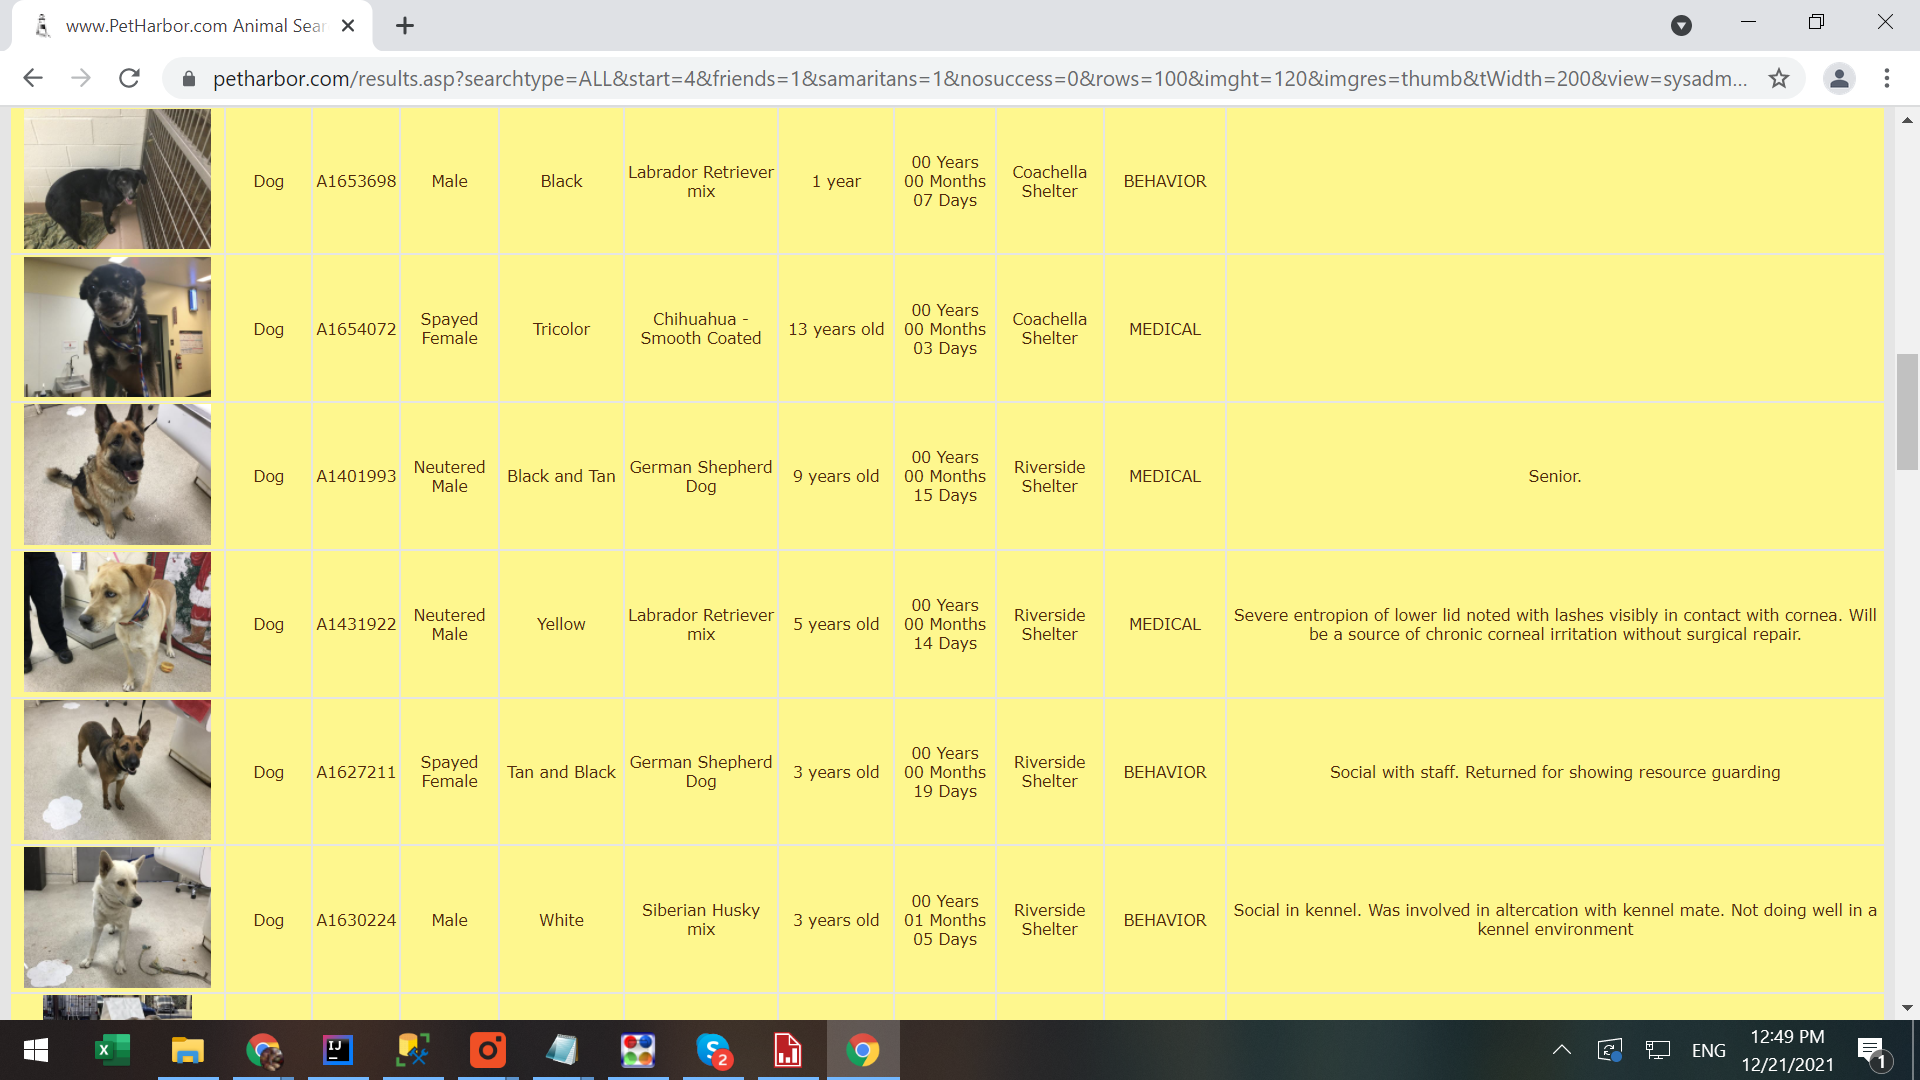 www.PetHarbor.com Animal Sear
petharbor.com/results.asp?searchtype=ALL&start=4&friends=1&samaritans=1&nosuccess=0&rows=100&imght=120&imgres=thumb&tWidth=200&view=sysadm...
Dog A1653698 Male Black Labrador Retriever mix 1 year 00 Years 00 Months 07 Days Coachella Shelter BEHAVIOR
Dog A1654072 Spayed Female Tricolor Chihuahua - Smooth Coated 13 years old 00 Years 00 Months 03 Days Coachella Shelter MEDICAL
Dog A1401993 Neutered Male Black and Tan German Shepherd Dog 9 years old 00 Years 00 Months 15 Days Riverside Shelter MEDICAL Senior.
Dog A1431922 Neutered Male Yellow Labrador Retriever mix 5 years old 00 Years 00 Months 14 Days Riverside Shelter MEDICAL Severe entropion of lower lid noted with lashes visibly in contact with cornea. Will be a source of chronic corneal irritation without surgical repair.
Dog A1627211 Spayed Female Tan and Black German Shepherd Dog 3 years old 00 Years 00 Months 19 Days Riverside Shelter BEHAVIOR Social with staff. Returned for showing resource guarding
Dog A1630224 Male White Siberian Husky mix 3 years old 00 Years 01 Months 05 Days Riverside Shelter BEHAVIOR Social in kennel. Was involved in altercation with kennel mate. Not doing well in a kennel environment
X
IJ
S 2
ENG
12:49 PM
12/21/2021
1